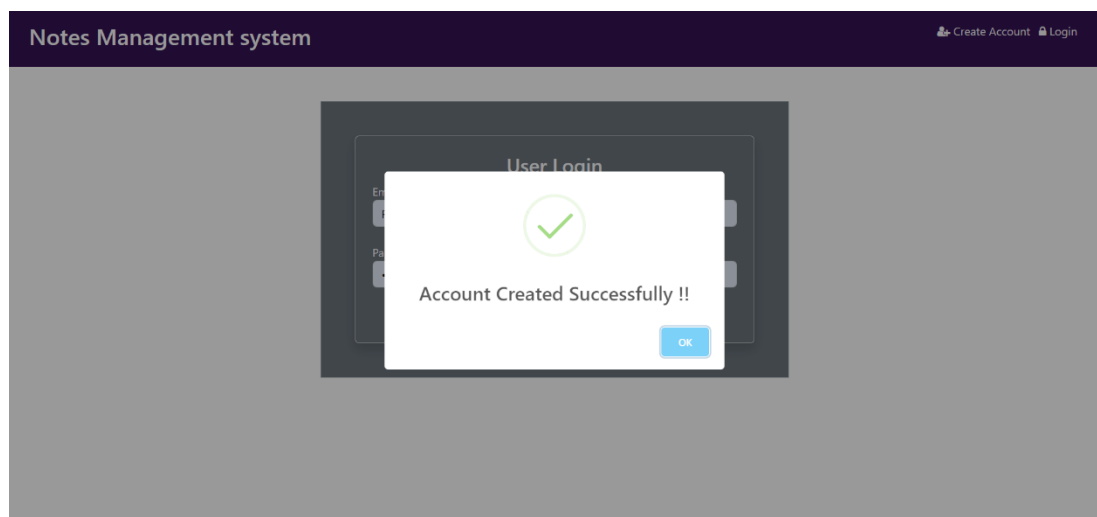 Notes Management system
Create Account Login
User Login
Account Created Successfully !!
OK